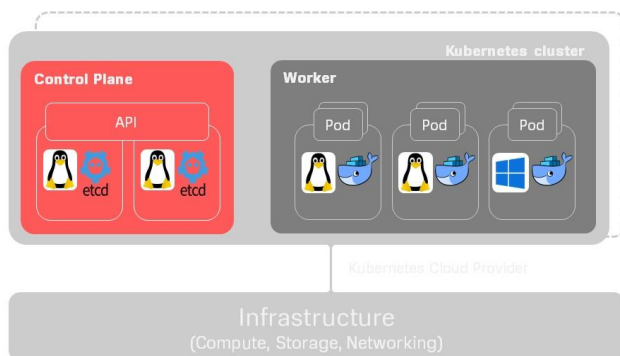 Kubernetes cluster
Control Plane
Worker
API
Pod
Pod
Pod
etcd
etcd
Kubernetes Cloud Provider
Infrastructure
(Compute, Storage, Networking)